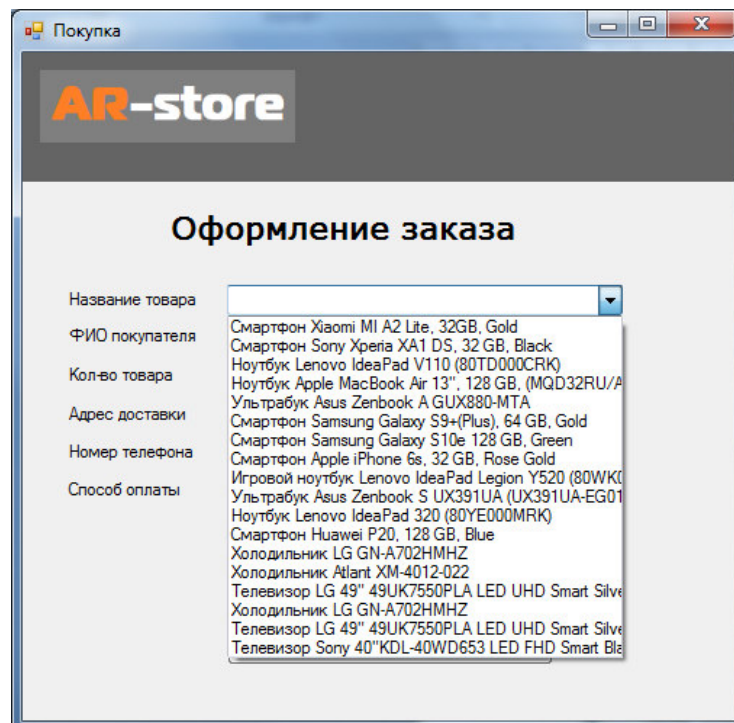 Покупка
AR-store
Оформление заказа
Название товара
ФИО покупателя
Кол-во товара
Адрес доставки
Номер телефона
Способ оплаты
Смартфон Xiaomi MI A2 Lite, 32GB, Gold
Смартфон Sony Xperia XA1 DS, 32 GB, Black
Ноутбук Lenovo IdeaPad V110 (80TD000CRK)
Ноутбук Apple MacBook Air 13", 128 GB, (MQD32RU/A
Ультрабук Asus Zenbook A GUX880-MTA
Смартфон Samsung Galaxy S9+(Plus), 64 GB, Gold
Смартфон Samsung Galaxy S10e 128 GB, Green
Смартфон Apple iPhone 6s, 32 GB, Rose Gold
Игровой ноутбук Lenovo IdeaPad Legion Y520 (80WK
Ультрабук Asus Zenbook S UX391UA (UX391UA-EG01
Ноутбук Lenovo IdeaPad 320 (80YE000MRK)
Смартфон Huawei P20, 128 GB, Blue
Холодильник LG GN-A702HMHZ
Холодильник Atlant ХМ-4012-022
Телевизор LG 49" 49UK7550PLA LED UHD Smart Silve
Холодильник LG GN-A702HMHZ
Телевизор LG 49" 49UK7550PLA LED UHD Smart Silve
Телевизор Sony 40"KDL-40WD653 LED FHD Smart Bla